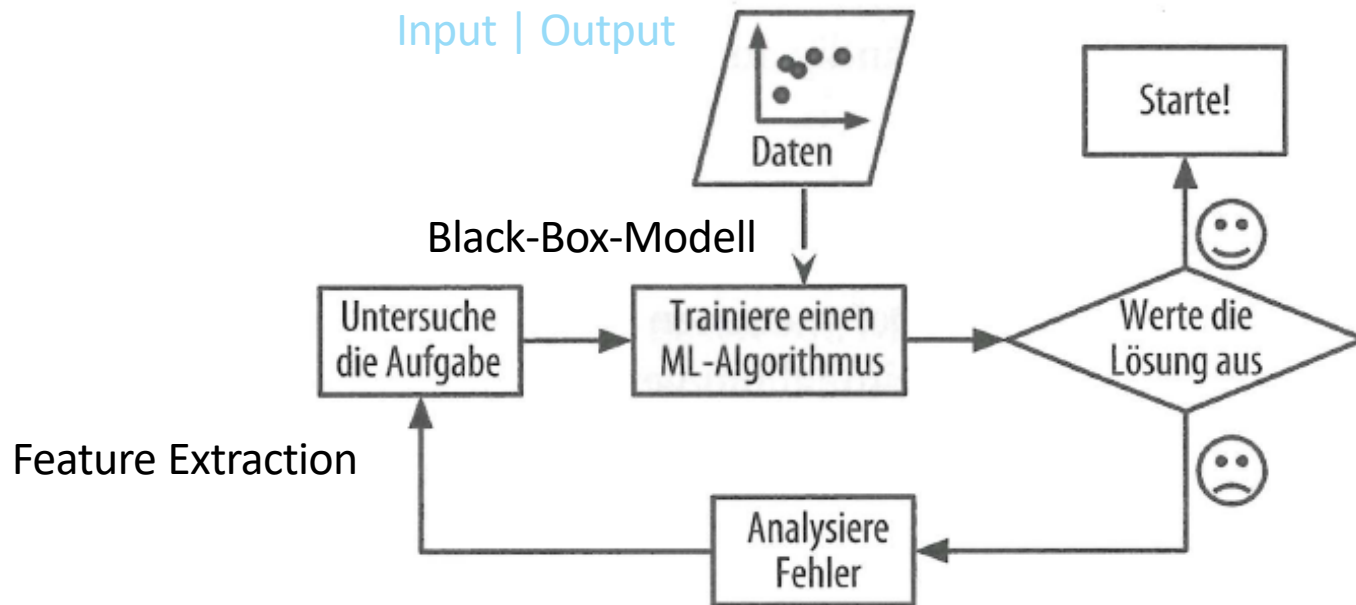 Input | Output
Daten
Starte!
Black-Box-Modell
Untersuche
die Aufgabe
Trainiere einen
ML-Algorithmus
Werte die
Lösung aus
Feature Extraction
Analysiere
Fehler